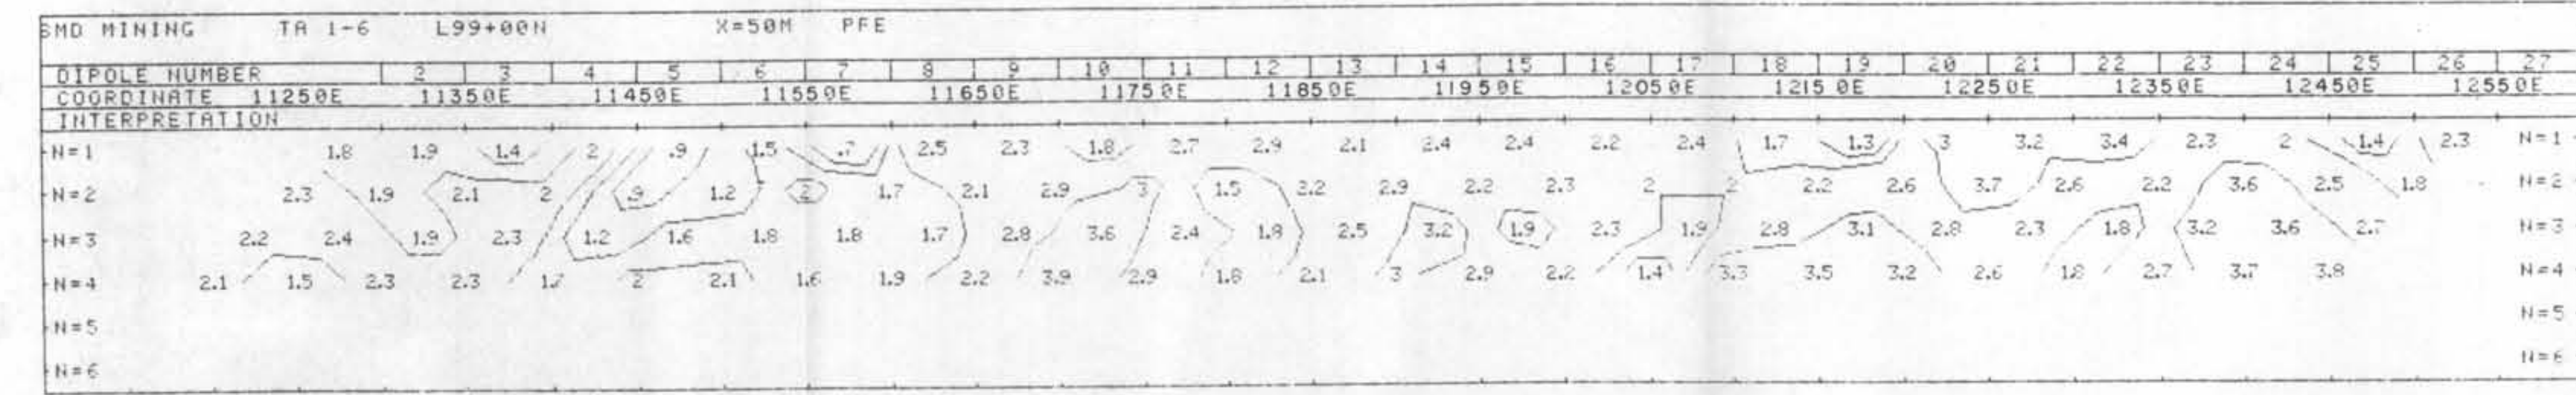 SMD MINING TA 1-6 L99+00N X=50M PFE
DIPOLE NUMBER 2 3 4 5 6 7 8 9 10 11 12 13 14 15 16 17 18 19 20 21 22 23 24 25 26 27
COORDINATE 11250E 11350E 11450E 11550E 11650E 11750E 11850E 11950E 12050E 12150E 12250E 12350E 12450E 12550E
INTERPRETATION
N=1 1.8 1.9 1.4 2 .9 1.5 .7 2.5 2.3 1.8 2.7 2.9 2.1 2.4 2.4 2.2 2.4 1.7 1.3 3 3.2 3.4 2.3 2 1.4 2.3 N=1
N=2 2.3 1.9 2.1 2 .9 1.2 2 1.7 2.1 2.9 3 1.5 2.2 2.9 2.2 2.3 2 2 2.2 2.6 3.7 2.6 2.2 3.6 2.5 1.8 N=2
N=3 2.2 2.4 1.9 2.3 1.2 1.6 1.8 1.8 1.7 2.8 3.6 2.4 1.8 2.5 3.2 1.9 2.3 1.9 2.8 3.1 2.8 2.3 1.8 3.2 3.6 2.7 N=3
N=4 2.1 1.5 2.3 2.3 1.7 2 2.1 1.6 1.9 2.2 3.9 2.9 1.8 2.1 3 2.9 2.2 1.4 3.3 3.5 3.2 2.6 1.8 2.7 3.7 3.8 N=4
N=5 N=5
N=6 N=6